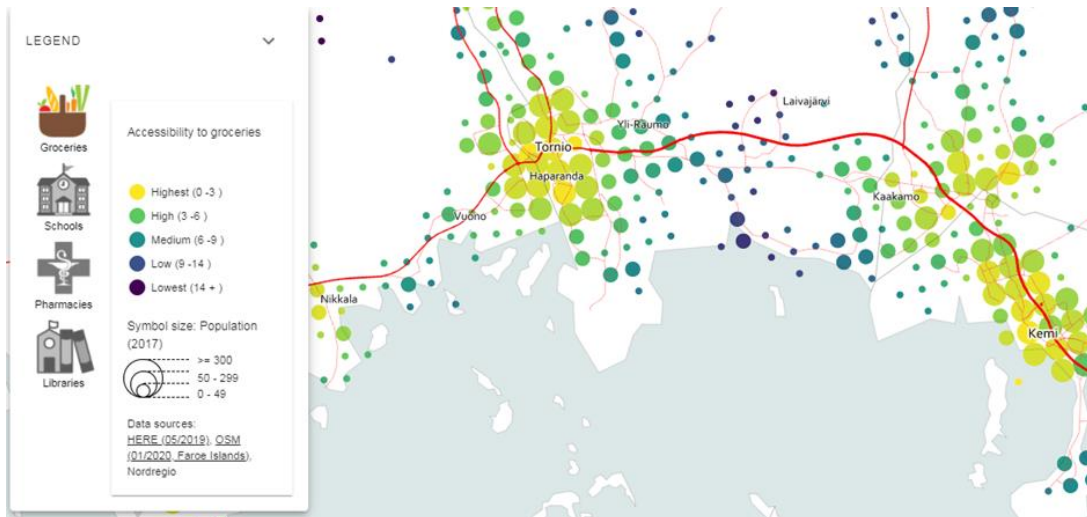 LEGEND
Groceries
Schools
Pharmacies
Libraries
Accessibility to groceries
Highest (0 -3 )
High (3 -6 )
Medium (6 -9 )
Low (9 -14 )
Lowest (14 + )
Symbol size: Population
(2017)
>= 300
50 - 299
0 - 49
Data sources:
HERE (05/2019), OSM
(01/2020, Faroe Islands),
Nordregio
Laivajärvi
Yli-Raumo
Tornio
Haparanda
Kaakamo
Vuono
Nikkala
Kemi